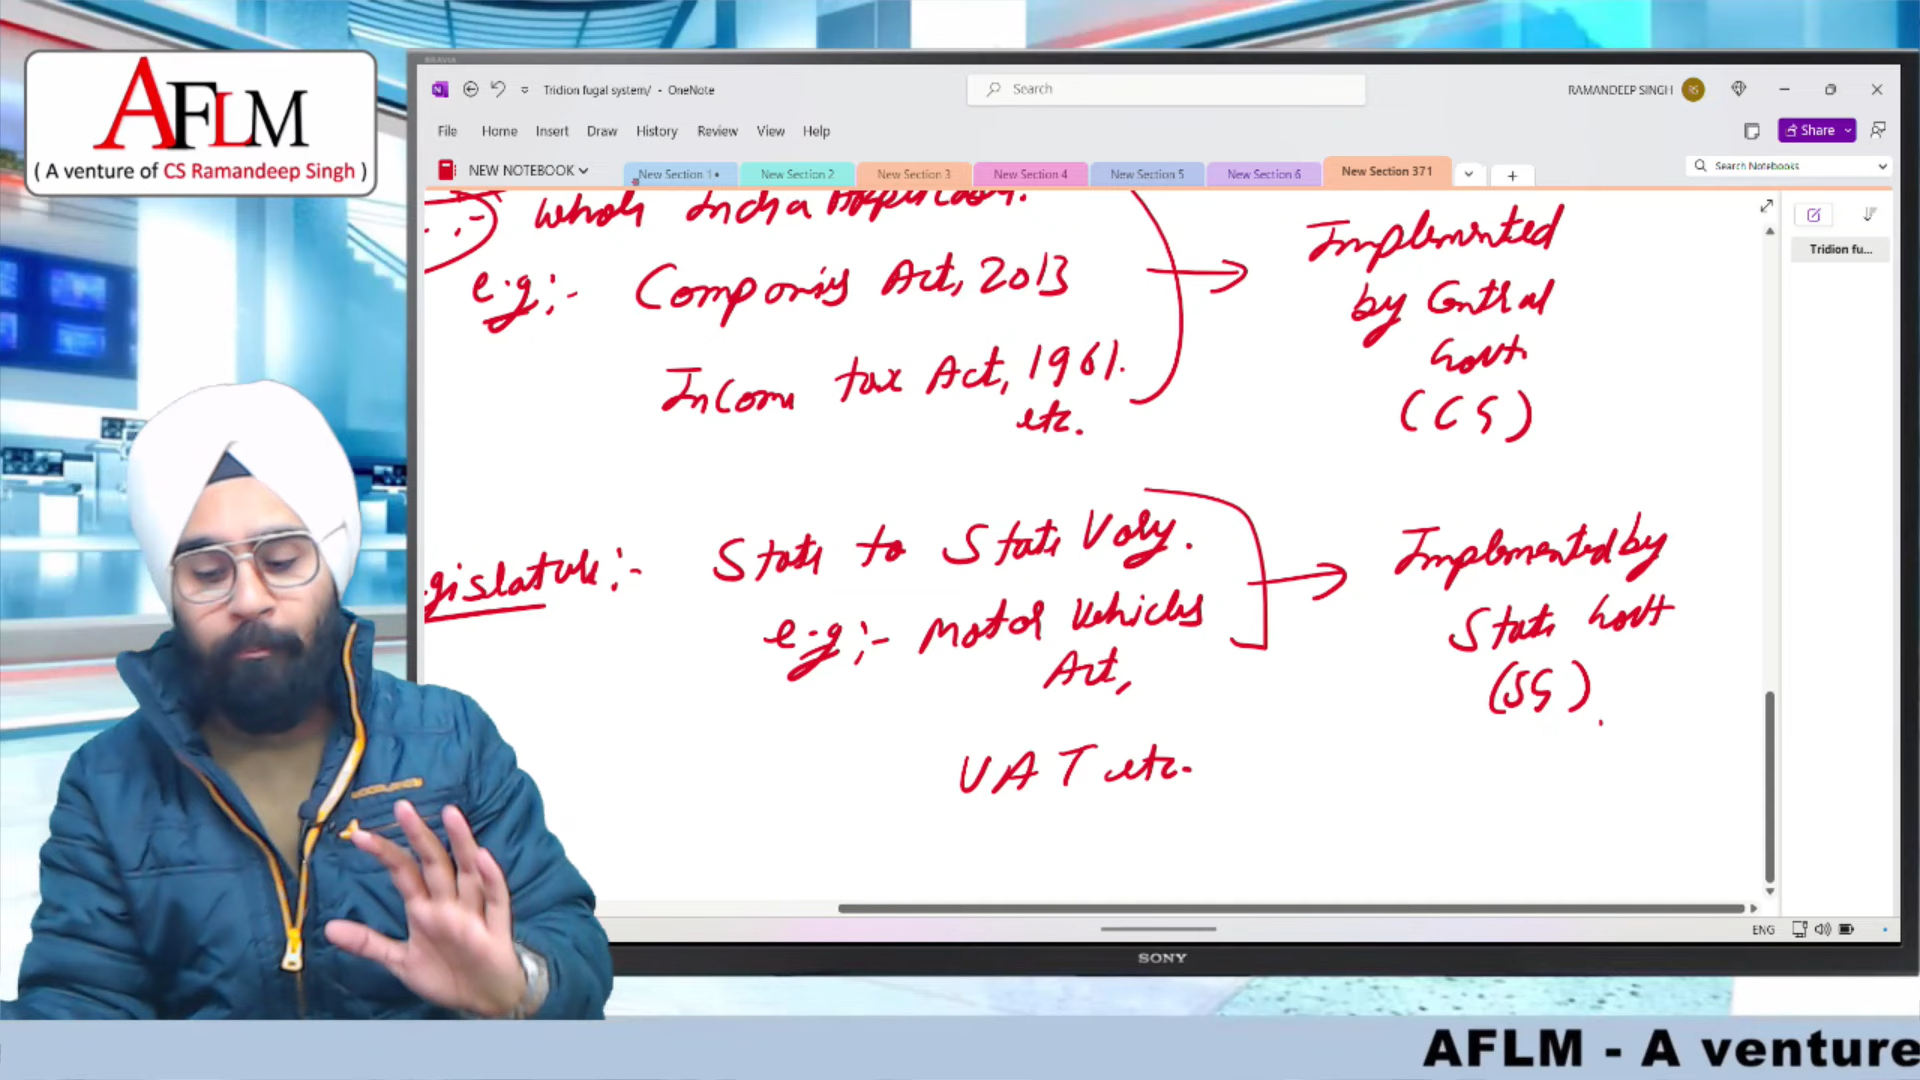 AFLM
( A venture of CS Ramandeep Singh )
BRAVIA
Tridion fugal system/ - OneNote
Search
RAMANDEEP SINGH
RS
File Home Insert Draw History Review View Help
Share
NEW NOTEBOOK
New Section 1
New Section 2
New Section 3
New Section 4
New Section 5
New Section 6
New Section 371
Search Notebooks
Tridion fu...
Whole India
e.g:- Companies Act, 2013
Income tax Act, 1961.
etc.
Implemented
by Central
Govt.
(CG)
gislature:- State to State Vary.
e.g:- Motor Vehicles
Act,
VAT etc.
Implemented by
State Govt
(SG).
ENG
SONY
AFLM - A venture